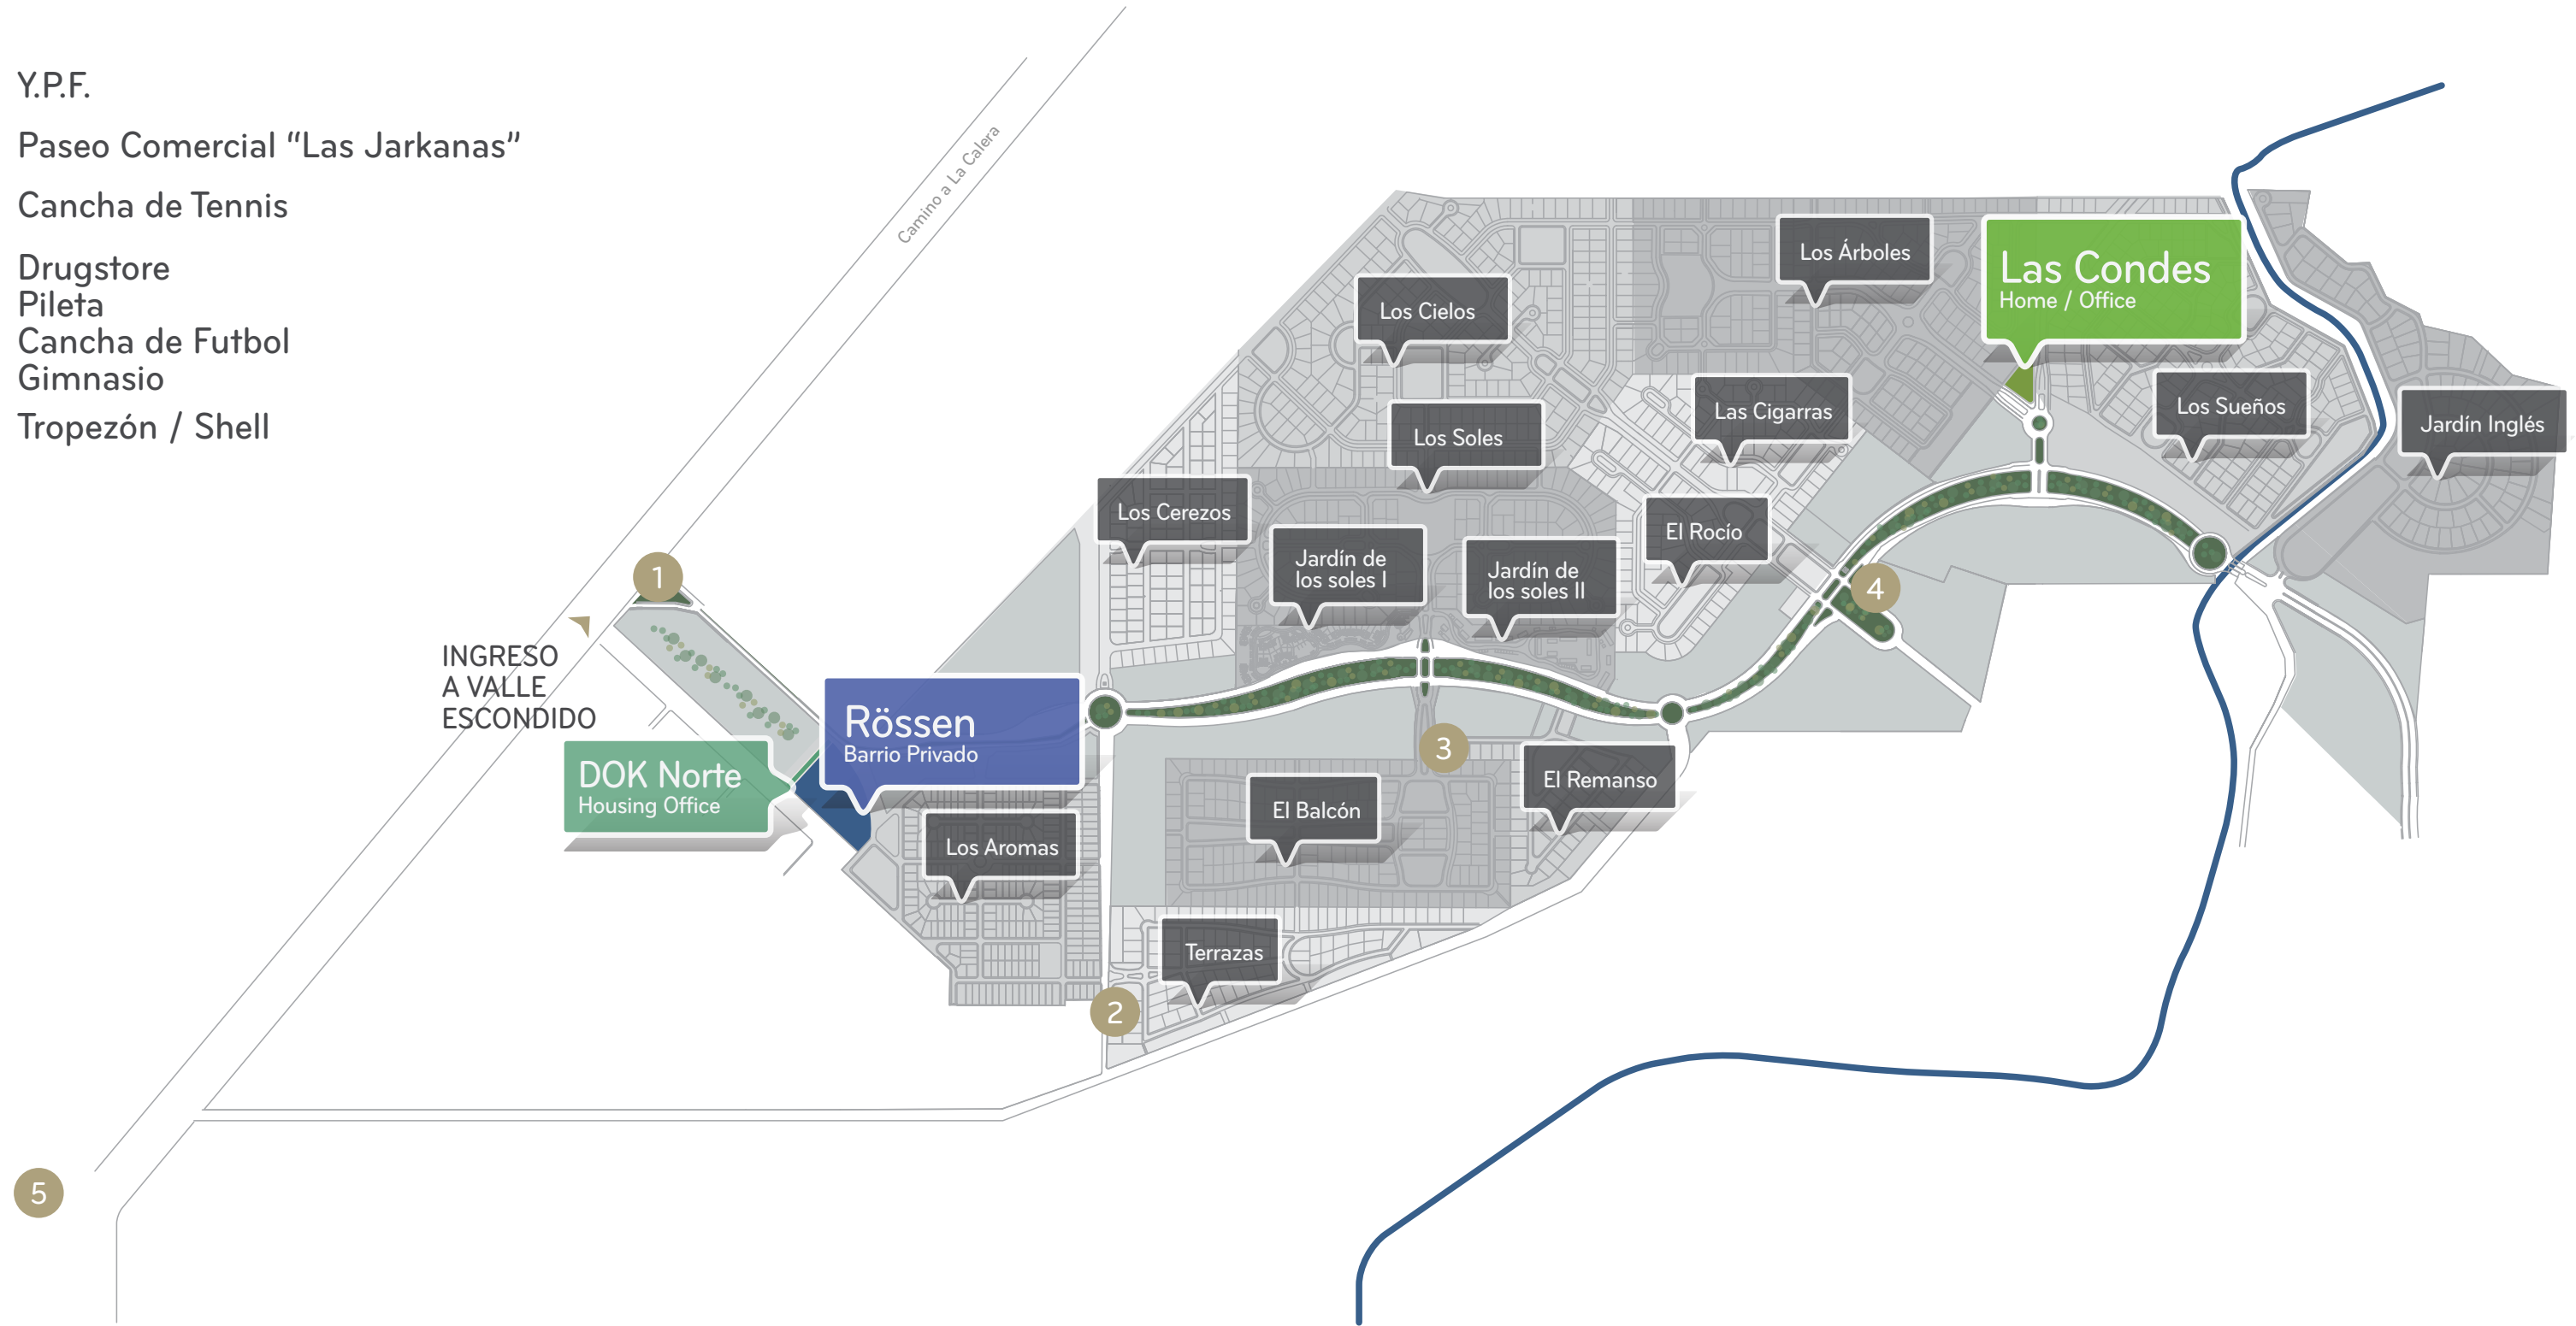 Y.P.F.
Paseo Comercial “Las Jarkanas”
Cancha de Tennis
Drugstore
Pileta
Cancha de Futbol
Gimnasio
Tropezón / Shell
Camino a La Calera
Los Árboles
Las Condes
Home / Office
Los Cielos
Las Cigarras
Los Sueños
Jardín Inglés
Los Soles
Los Cerezos
El Rocío
Jardín de
los soles I
Jardín de
los soles II
1
4
INGRESO
A VALLE
ESCONDIDO
Rössen
Barrio Privado
3
DOK Norte
Housing Office
El Remanso
El Balcón
Los Aromas
Terrazas
2
5